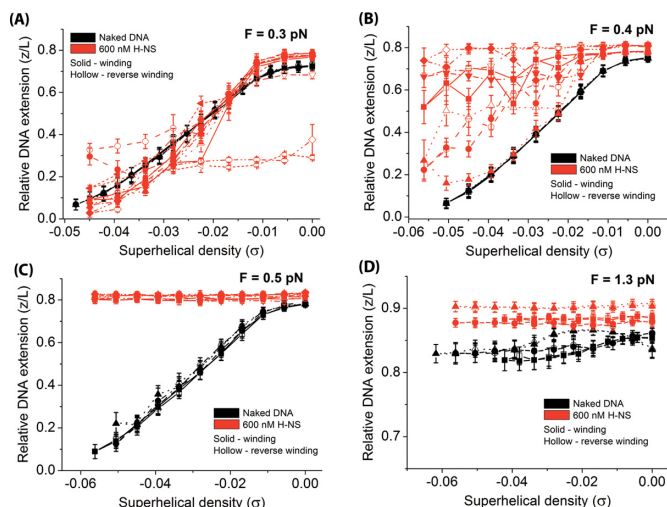 (A)
F = 0.3 pN
Naked DNA
600 nM H-NS
Solid - winding
Hollow - reverse winding
Relative DNA extension (z/L)
1.0
0.8
0.6
0.4
0.2
0.0
-0.05 -0.04 -0.03 -0.02 -0.01 0.00
Superhelical density (σ)
(B)
F = 0.4 pN
Relative DNA extension (z/L)
0.8
0.6
0.4
0.2
0.0
Naked DNA
600 nM H-NS
Solid - winding
Hollow - reverse winding
-0.06 -0.05 -0.04 -0.03 -0.02 -0.01 0.00
Superhelical density (σ)
(C)
F = 0.5 pN
Relative DNA extension (z/L)
1.0
0.8
0.6
0.4
0.2
0.0
Naked DNA
600 nM H-NS
Solid - winding
Hollow - reverse winding
-0.06 -0.04 -0.02 0.00
Superhelical density (σ)
(D)
F = 1.3 pN
Relative DNA extension (z/L)
0.9
0.8
0.7
Naked DNA
600 nM H-NS
Solid - winding
Hollow - reverse winding
-0.06 -0.04 -0.02 0.00
Superhelical density (σ)